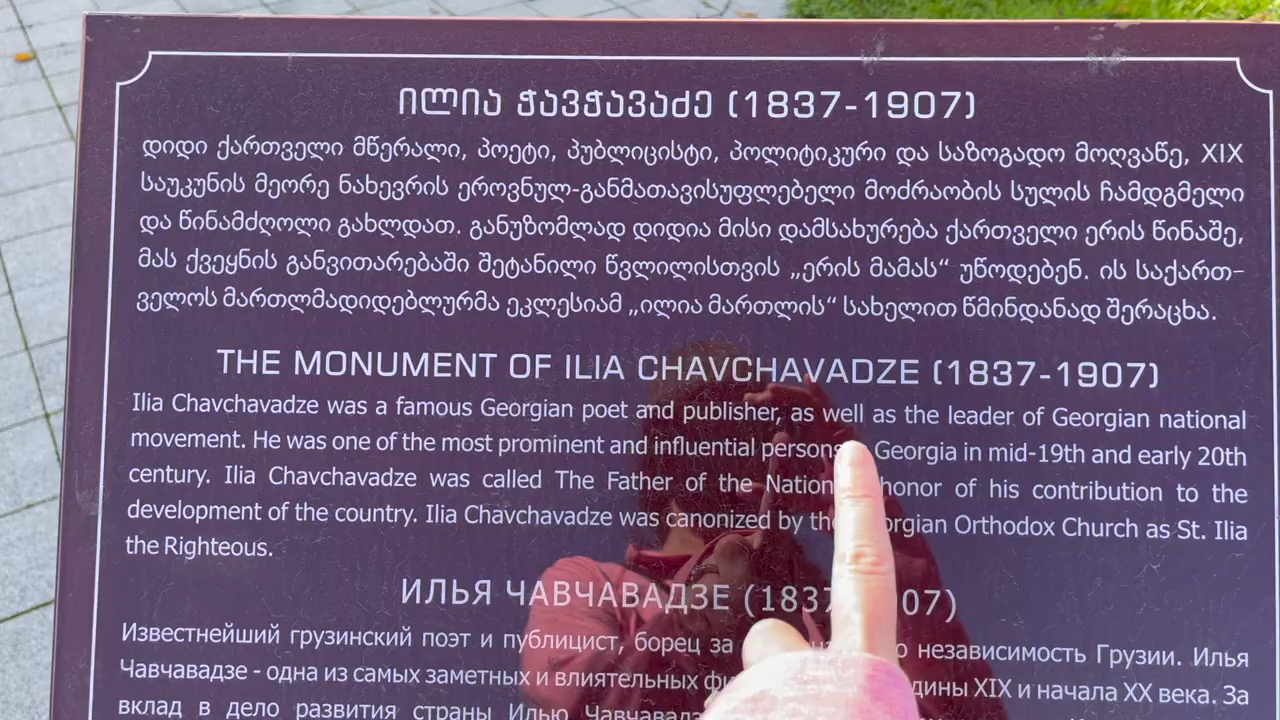 ილია ჭავჭავაძე (1837-1907)
დიდი ქართველი მწერალი, პოეტი, პუბლიცისტი, პოლიტიკური და საზოგადო მოღვაწე, XIX
საუკუნის მეორე ნახევრის ეროვნულ-განმათავისუფლებელი მოძრაობის სულის ჩამდგმელი
და წინამძღოლი გახლდათ. განუზომლად დიდია მისი დამსახურება ქართველი ერის წინაშე,
მას ქვეყნის განვითარებაში შეტანილი წვლილისთვის „ერის მამას“ უწოდებენ. ის საქართ-
ველოს მართლმადიდებლურმა ეკლესიამ „ილია მართლის“ სახელით წმინდანად შერაცხა.
THE MONUMENT OF ILIA CHAVCHAVADZE (1837-1907)
Ilia Chavchavadze was a famous Georgian poet and publisher, as well as the leader of Georgian national
movement. He was one of the most prominent and influential persons Georgia in mid-19th and early 20th
century. Ilia Chavchavadze was called The Father of the Nation honor of his contribution to the
development of the country. Ilia Chavchavadze was canonized by the Orthodox Church as St. Ilia
the Righteous.
ИЛЬЯ ЧАВЧАВАДЗЕ (1837 07)
Известнейший грузинский поэт и публицист, борец за независимость Грузии. Илья
Чавчавадзе - одна из самых заметных и влиятельных XIX и начала XX века. За
вклад в дело развития страны Илью